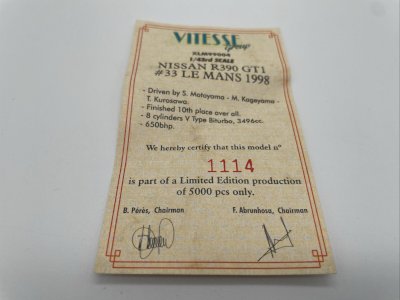 VITESSE
Group
XLM99004
1/43rd SCALE
NISSAN R390 GT1
#33 LE MANS 1998
- Driven by S. Motoyama - M. Kageyama -
T. Kurosawa.
- Finished 10th place over all.
- 8 cylinders V Type Biturbo, 3496cc.
- 650bhp.
We hereby certify that this model n°
1114
is part of a Limited Edition production
of 5000 pcs only.
B. Pérès, Chairman F. Abrunhosa, Chairman